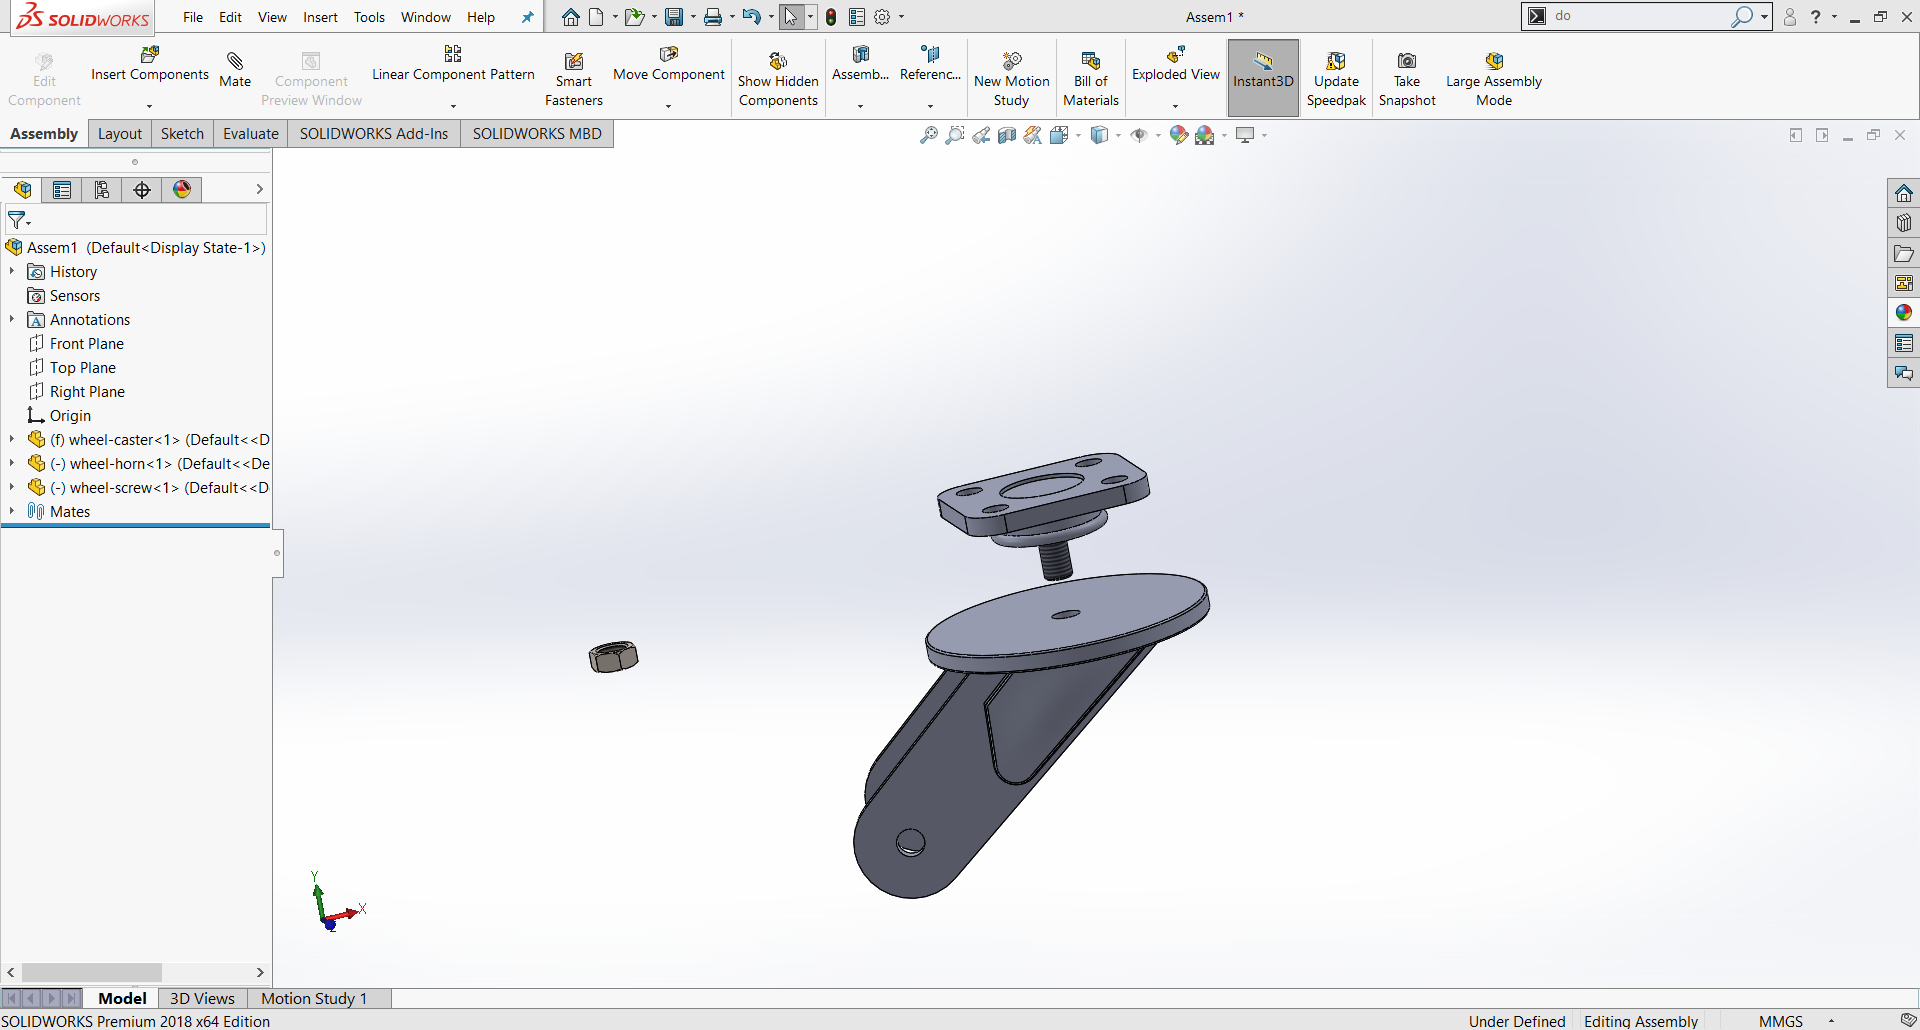 SOLIDWORKS File Edit View Insert Tools Window Help Assem1 * do ?
Edit Component
Insert Components
Mate
Component Preview Window
Linear Component Pattern
Smart Fasteners
Move Component
Show Hidden Components
Assemb...
Referenc...
New Motion Study
Bill of Materials
Exploded View
Instant3D
Update Speedpak
Take Snapshot
Large Assembly Mode
Assembly Layout Sketch Evaluate SOLIDWORKS Add-Ins SOLIDWORKS MBD
Assem1 (Default<Display State-1>)
History
Sensors
A Annotations
Front Plane
Top Plane
Right Plane
Origin
(f) wheel-caster<1> (Default<<D
(-) wheel-horn<1> (Default<<De
(-) wheel-screw<1> (Default<<D
Mates
Y
X
Z
Model 3D Views Motion Study 1
SOLIDWORKS Premium 2018 x64 Edition Under Defined Editing Assembly MMGS